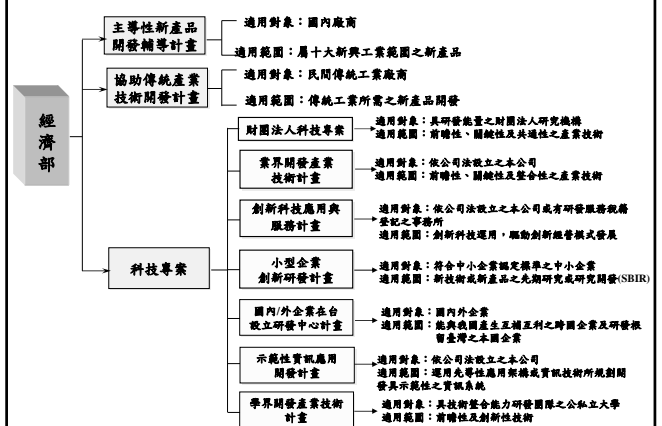 經
濟
部
主導性新產品
開發輔導計畫
適用對象：國內廠商
適用範圍：屬十大新興工業範圍之新產品
協助傳統產業
技術開發計畫
適用對象：民間傳統工業廠商
適用範圍：傳統工業所需之新產品開發
科技專案
財團法人科技專案
適用對象：具研發能量之財團法人研究機構
適用範圍：前瞻性、關鍵性及共通性之產業技術
業界開發產業
技術計畫
適用對象：依公司法設立之本公司
適用範圍：前瞻性、關鍵性及整合性之產業技術
創新科技應用與
服務計畫
適用對象：依公司法設立之本公司或有研發服務稅籍
登記之事務所
適用範圍：創新科技運用，驅動創新經營模式發展
小型企業
創新研發計畫
適用對象：符合中小企業認定標準之中小企業
適用範圍：新技術或新產品之先期研究或研究開發(SBIR)
國內/外企業在台
設立研發中心計畫
適用對象：國內外企業
適用範圍：能與我國產生互補互利之跨國企業及研發根
留臺灣之本國企業
示範性資訊應用
開發計畫
適用對象：依公司法設立之本公司
適用範圍：運用先導性應用架構或資訊技術所規劃開
發具示範性之資訊系統
學界開發產業技術
計畫
適用對象：具技術整合能力研發團隊之公私立大學
適用範圍：前瞻性及創新性技術